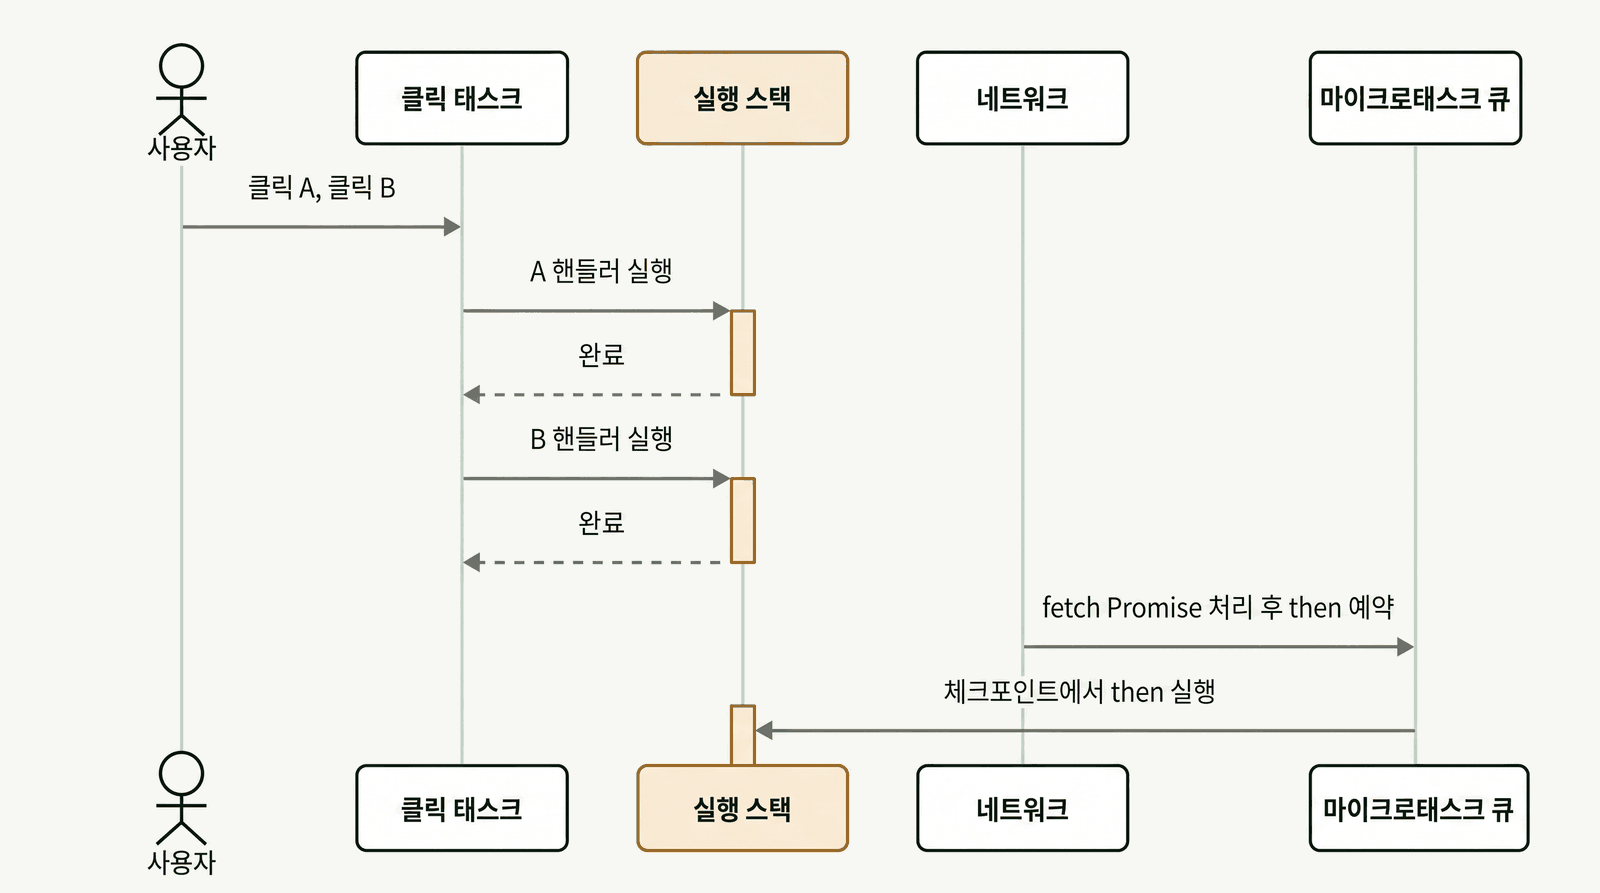 사용자
클릭 태스크
실행 스택
네트워크
마이크로태스크 큐
클릭 A, 클릭 B
A 핸들러 실행
완료
B 핸들러 실행
완료
fetch Promise 처리 후 then 예약
체크포인트에서 then 실행
사용자
클릭 태스크
실행 스택
네트워크
마이크로태스크 큐